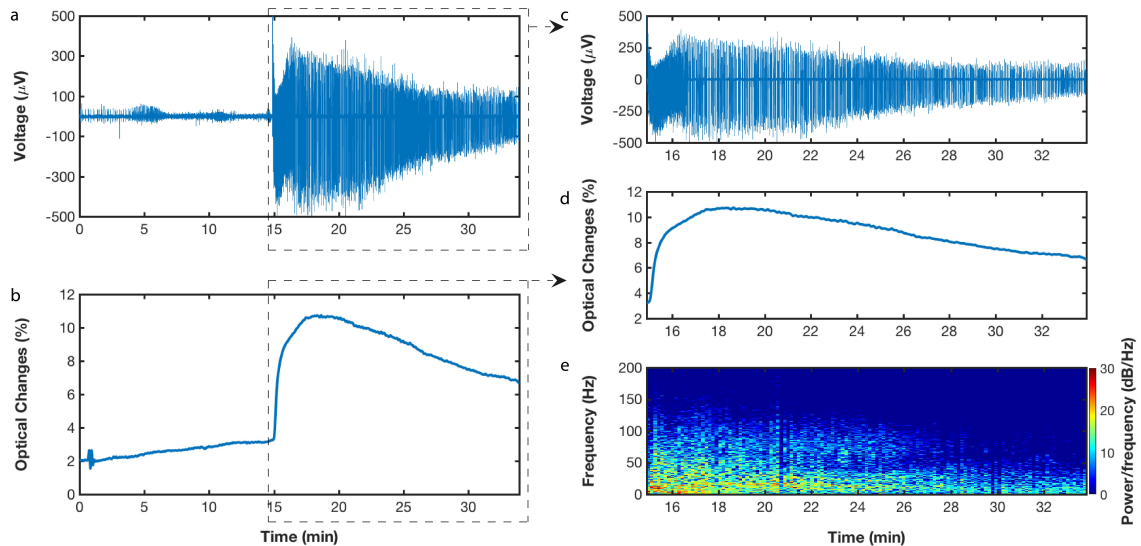 a
500
300
100
-100
-300
-500
Voltage (μV)
0 5 10 15 20 25 30
b
12
10
8
6
4
2
0
Optical Changes (%)
0 5 10 15 20 25 30
Time (min)
c
500
250
0
-250
-500
Voltage (μV)
16 18 20 22 24 26 28 30 32
d
12
10
8
6
4
2
Optical Changes (%)
16 18 20 22 24 26 28 30 32
e
200
150
100
50
0
Frequency (Hz)
16 18 20 22 24 26 28 30 32
Time (min)
30
20
10
0
Power/frequency (dB/Hz)